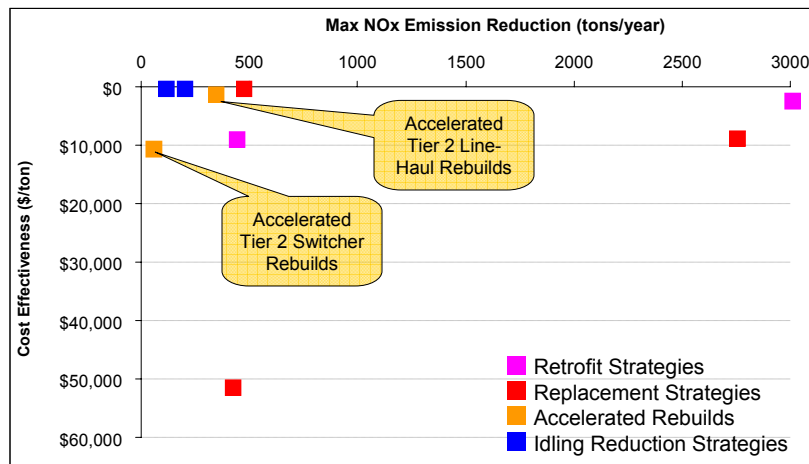 Max NOx Emission Reduction (tons/year)
0 500 1000 1500 2000 2500 3000
$0
$10,000
$20,000
$30,000
$40,000
$50,000
$60,000
Cost Effectiveness ($/ton)
Accelerated
Tier 2 Line-
Haul Rebuilds
Accelerated
Tier 2 Switcher
Rebuilds
Retrofit Strategies
Replacement Strategies
Accelerated Rebuilds
Idling Reduction Strategies